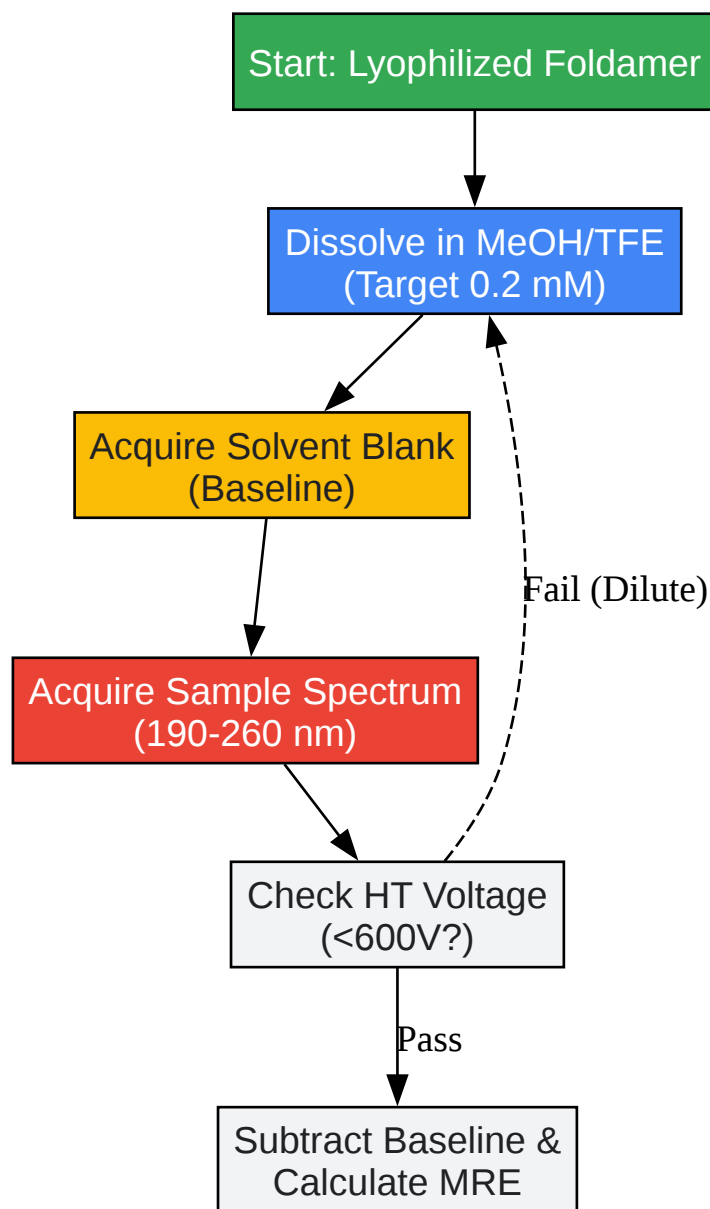 Start: Lyophilized Foldamer
Dissolve in MeOH/TFE
(Target 0.2 mM)
Acquire Solvent Blank
(Baseline)
Fail (Dilute)
Acquire Sample Spectrum
(190-260 nm)
Check HT Voltage
(<600V?)
Pass
Subtract Baseline &
Calculate MRE